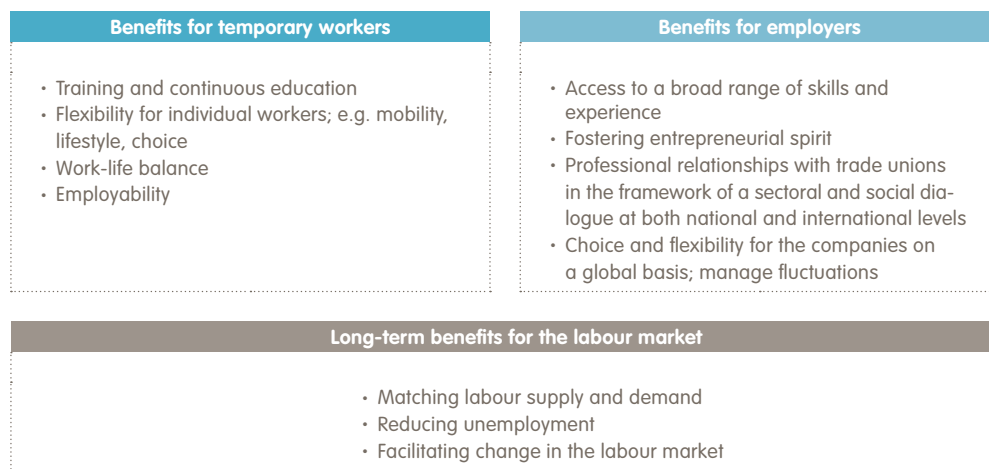 Benefits for temporary workers
• Training and continuous education
• Flexibility for individual workers; e.g. mobility,
lifestyle, choice
• Work-life balance
• Employability
Benefits for employers
• Access to a broad range of skills and
experience
• Fostering entrepreneurial spirit
• Professional relationships with trade unions
in the framework of a sectoral and social dia-
logue at both national and international levels
• Choice and flexibility for the companies on
a global basis; manage fluctuations
Long-term benefits for the labour market
• Matching labour supply and demand
• Reducing unemployment
• Facilitating change in the labour market